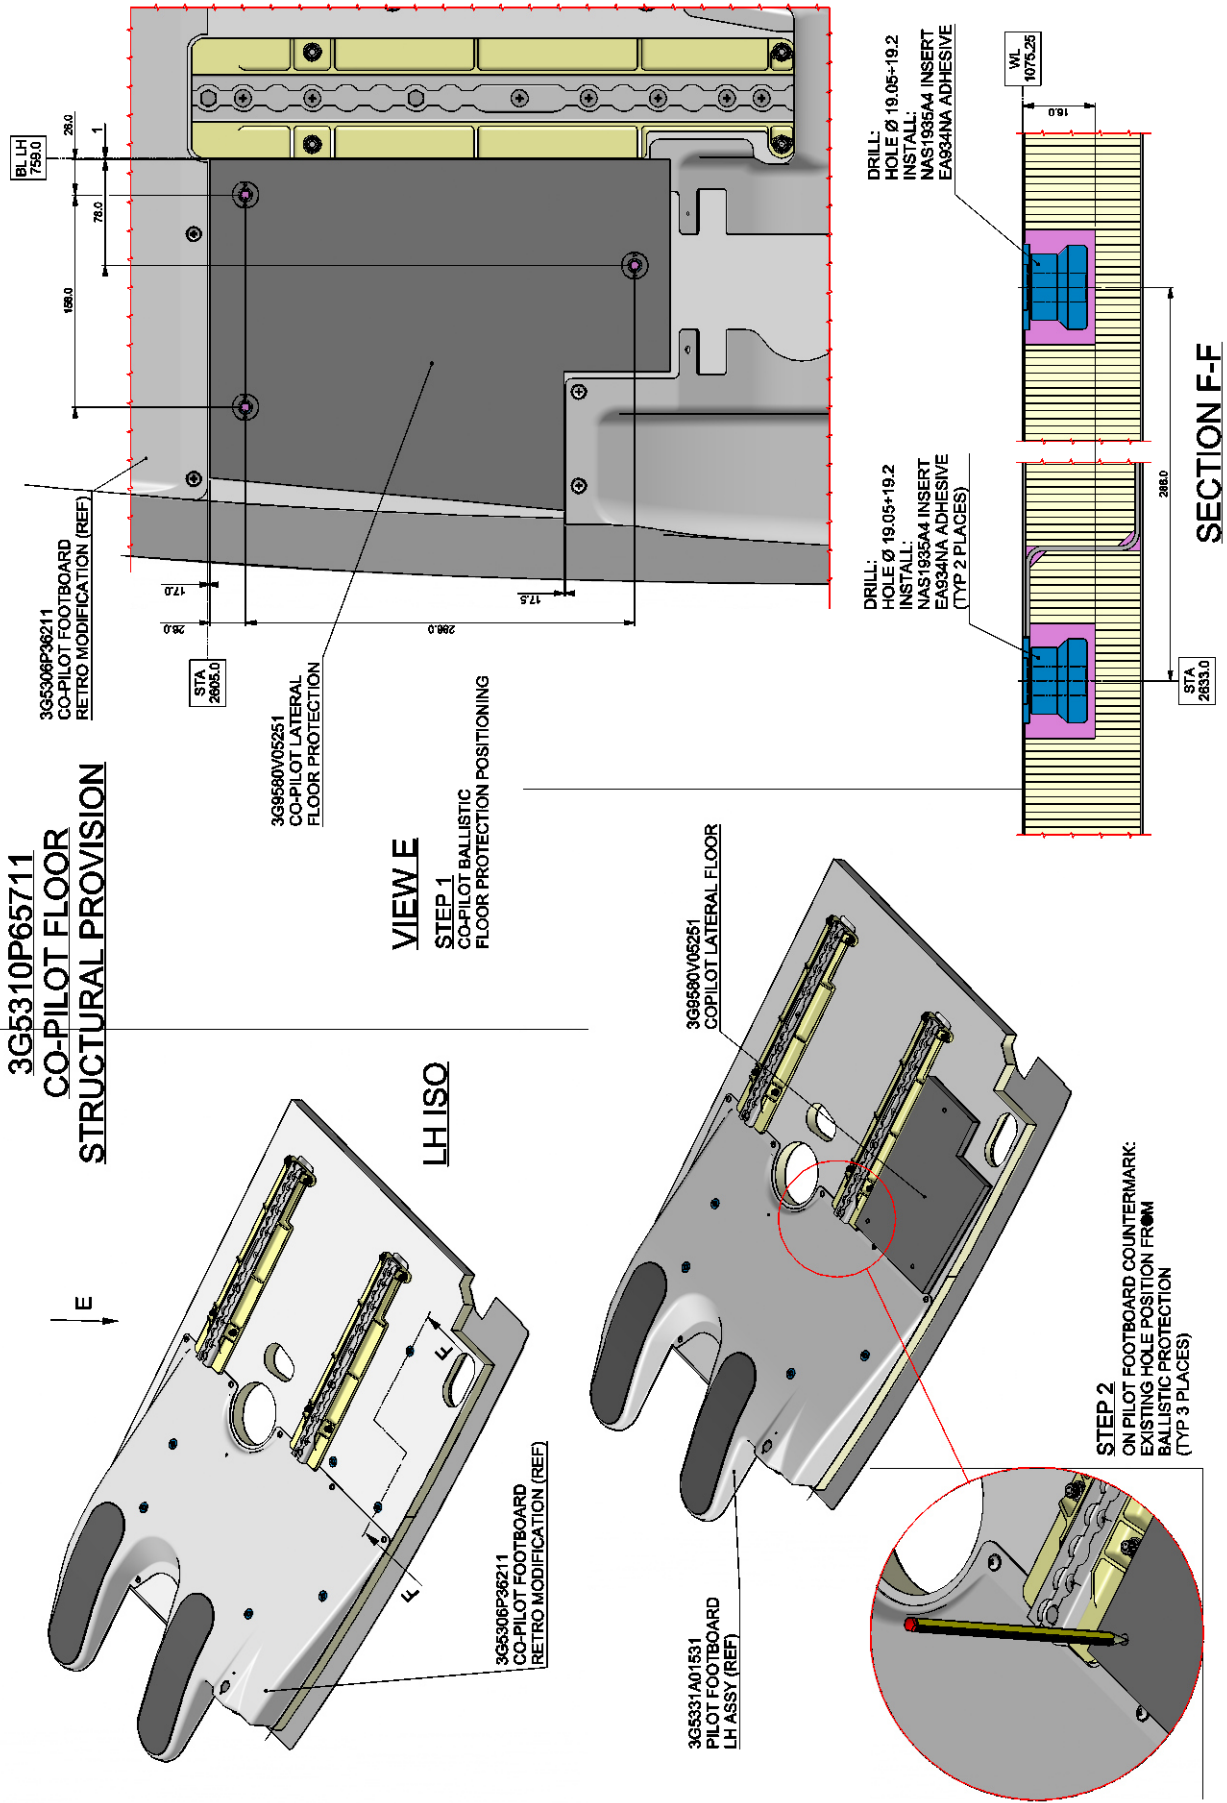 3G5310P65711
CO-PILOT FLOOR
STRUCTURAL PROVISION
E
F
F
LH ISO
3G5306P36211
CO-PILOT FOOTBOARD
RETRO MODIFICATION (REF)
3G5306P36211
CO-PILOT FOOTBOARD
RETRO MODIFICATION (REF)
3G9580V05251
CO-PILOT LATERAL
FLOOR PROTECTION
VIEW E
STEP 1
CO-PILOT BALLISTIC
FLOOR PROTECTION POSITIONING
STA
2605.0
BL LH
759.0
26.0
1
78.0
156.0
17.0
26.0
286.0
17.5
3G5331A01531
PILOT FOOTBOARD
LH ASSY (REF)
3G9580V05251
COPILOT LATERAL FLOOR
STEP 2
ON PILOT FOOTBOARD COUNTERMARK:
EXISTING HOLE POSITION FROM
BALLISTIC PROTECTION
(TYP 3 PLACES)
DRILL:
HOLE Ø 19.05÷19.2
INSTALL:
NAS1935A4 INSERT
EA934NA ADHESIVE
(TYP 2 PLACES)
DRILL:
HOLE Ø 19.05÷19.2
INSTALL:
NAS1935A4 INSERT
EA934NA ADHESIVE
WL
1075.25
16.0
286.0
STA
2633.0
SECTION F-F